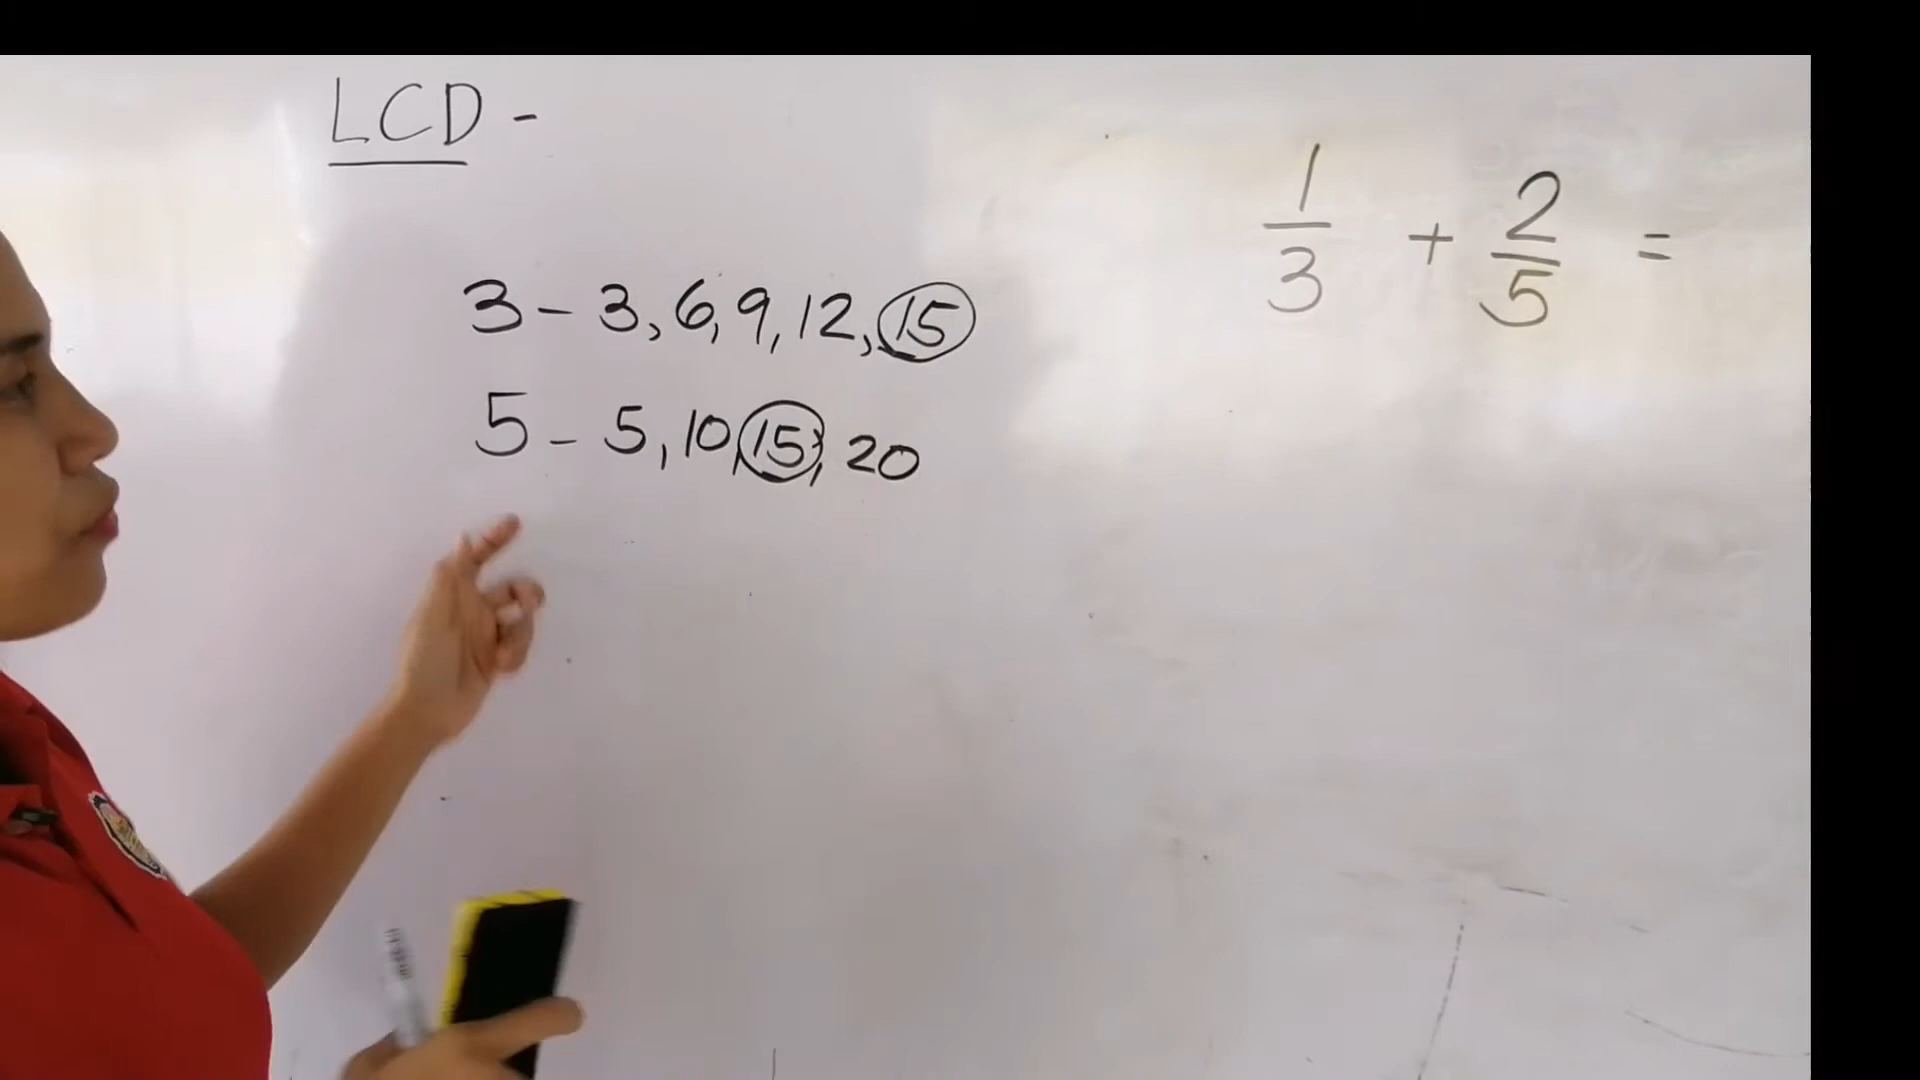 LCD -
3 - 3, 6, 9, 12, 15
5 - 5, 10, 15, 20
1/3 + 2/5 =